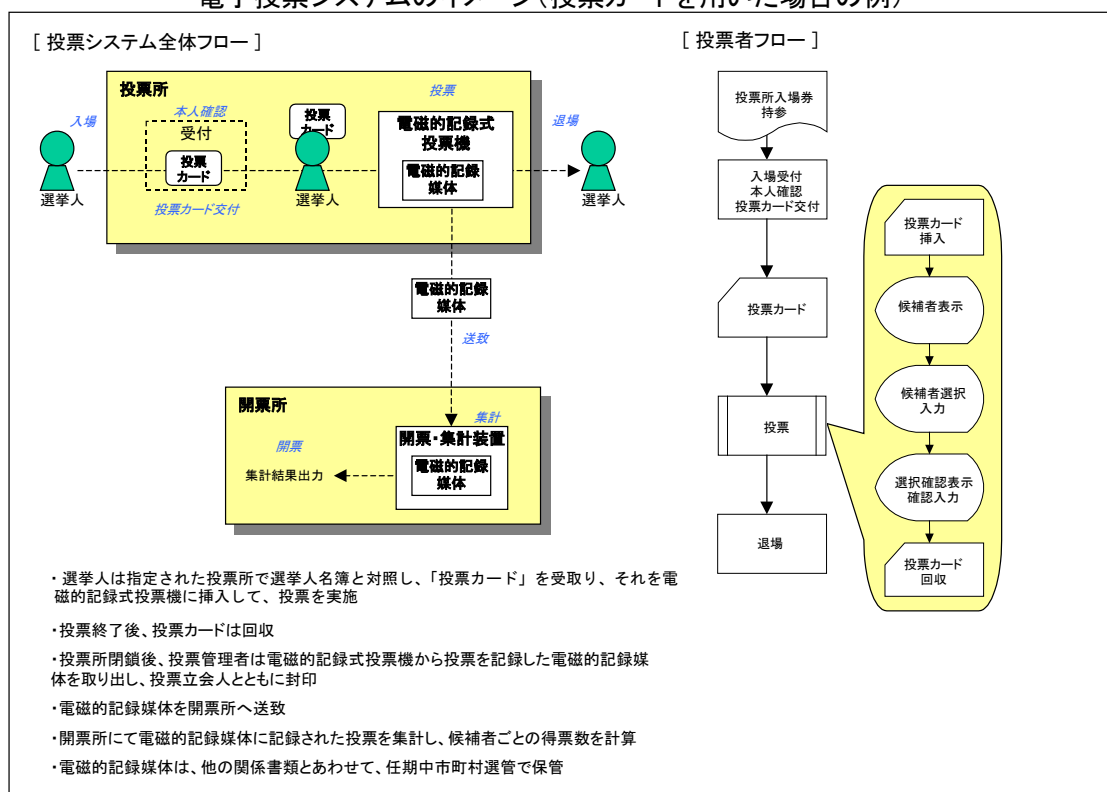 電子投票システムのイメージ（投票カードを用いた場合の例）
［ 投票システム全体フロー ］
投票所
入場
本人確認
受付
投票
カード
投票カード交付
選挙人
投票
カード
選挙人
投票
電磁的記録式
投票機
電磁的記録
媒体
退場
選挙人
電磁的記録
媒体
送致
開票所
集計
開票・集計装置
電磁的記録
媒体
開票
集計結果出力
［ 投票者フロー ］
投票所入場券
持参
入場受付
本人確認
投票カード交付
投票カード
投票
退場
投票カード
挿入
候補者表示
候補者選択
入力
選択確認表示
確認入力
投票カード
回収
・選挙人は指定された投票所で選挙人名簿と対照し、「投票カード」を受取り、それを電
磁的記録式投票機に挿入して、投票を実施
・投票終了後、投票カードは回収
・投票所閉鎖後、投票管理者は電磁的記録式投票機から投票を記録した電磁的記録媒
体を取り出し、投票立会人とともに封印
・電磁的記録媒体を開票所へ送致
・開票所にて電磁的記録媒体に記録された投票を集計し、候補者ごとの得票数を計算
・電磁的記録媒体は、他の関係書類とあわせて、任期中市町村選管で保管